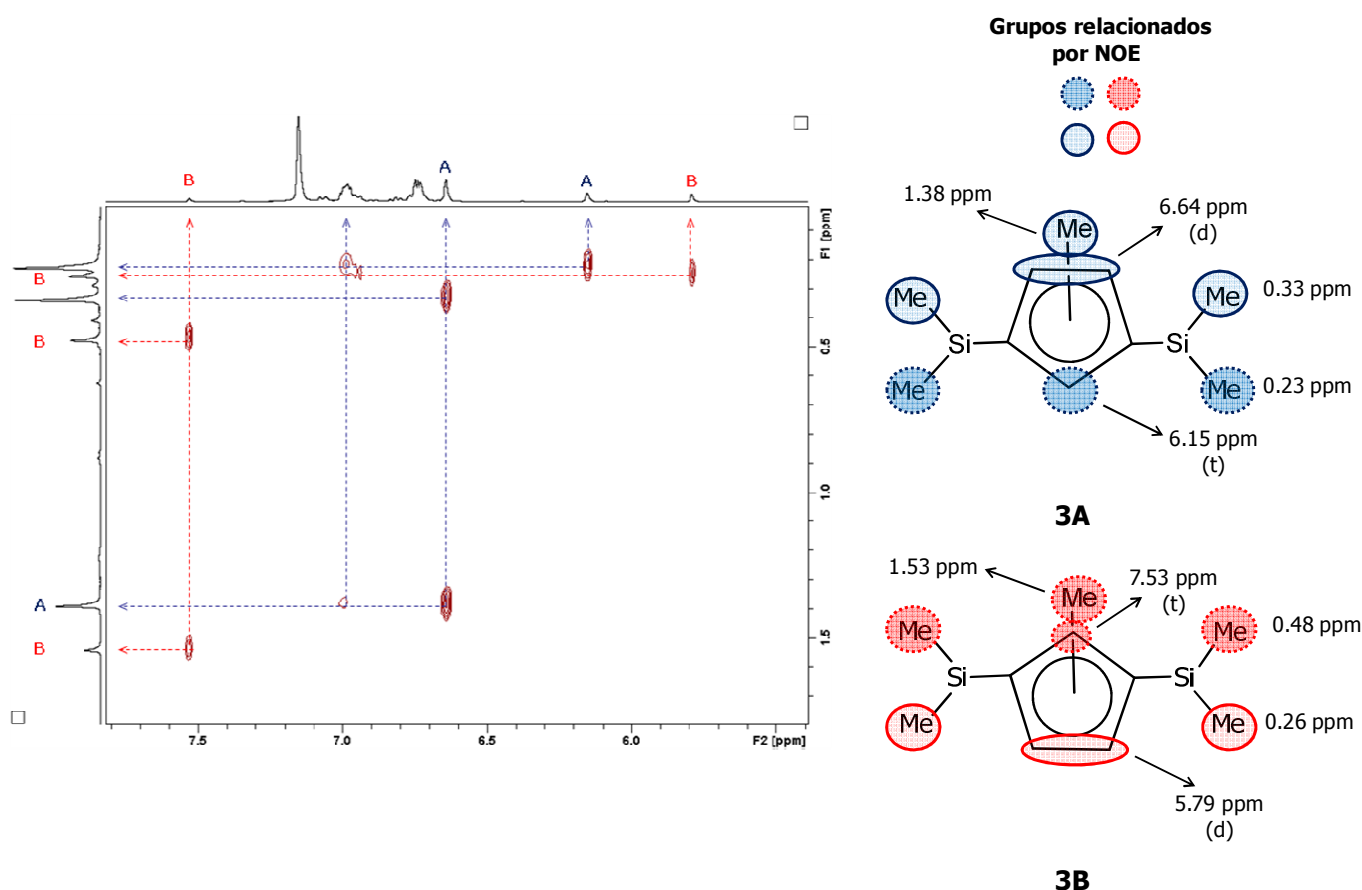 Grupos relacionados
por NOE
B
A
A
B
F1 [ppm]
B
B
A
B
0.5
1.0
1.5
7.5
7.0
6.5
6.0
F2 [ppm]
1.38 ppm
Me
6.64 ppm
(d)
Me
Me
0.33 ppm
Si
Si
Me
Me
0.23 ppm
6.15 ppm
(t)
3A
1.53 ppm
Me
7.53 ppm
(t)
Me
Me
0.48 ppm
Si
Si
Me
Me
0.26 ppm
5.79 ppm
(d)
3B